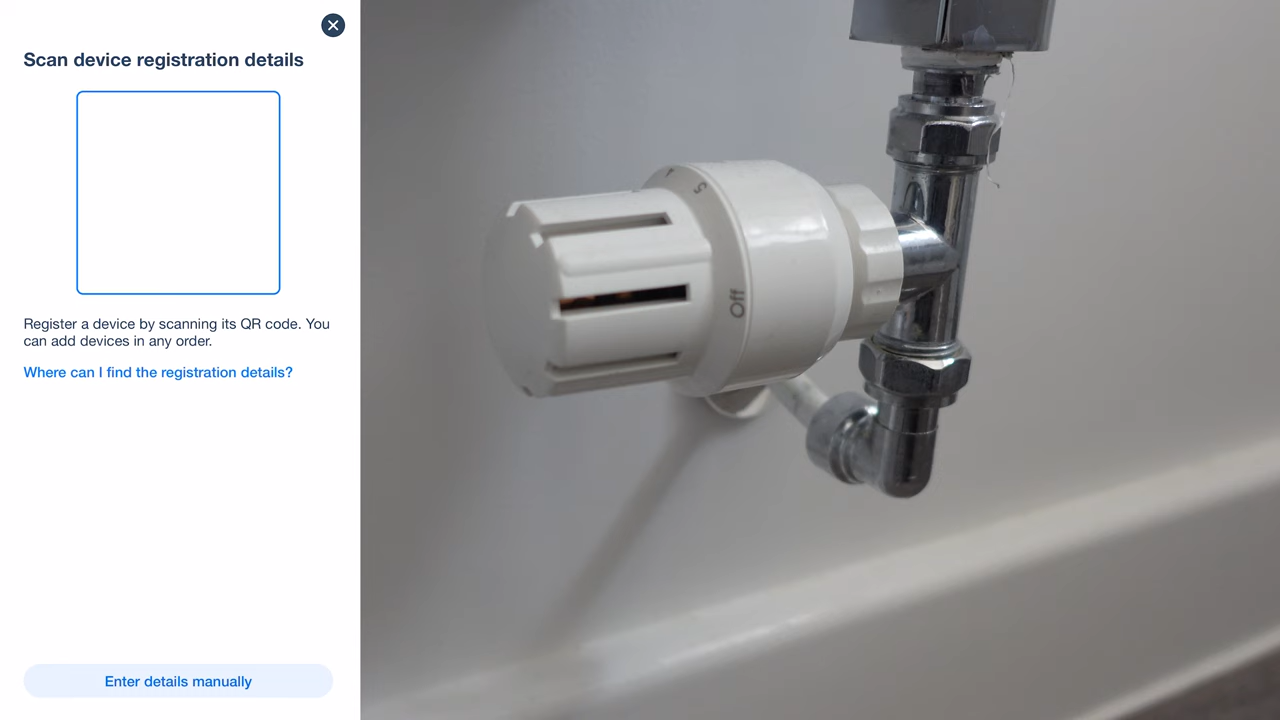 Scan device registration details
Register a device by scanning its QR code. You
can add devices in any order.
Where can I find the registration details?
Enter details manually
5
Off